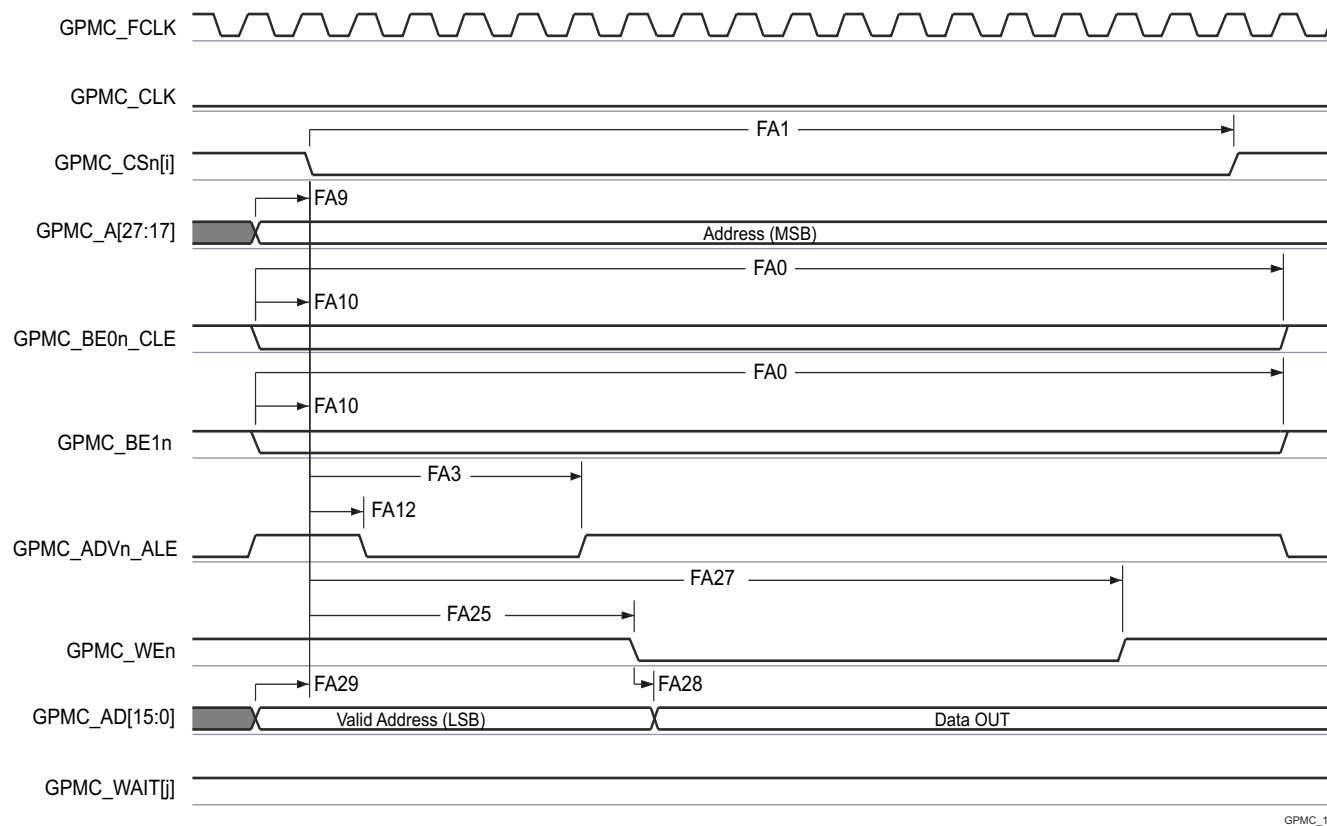 GPMC_FCLK
GPMC_CLK
FA1
GPMC_CSn[i]
FA9
GPMC_A[27:17]
Address (MSB)
FA0
FA10
GPMC_BE0n_CLE
FA0
FA10
GPMC_BE1n
FA3
FA12
GPMC_ADVn_ALE
FA27
FA25
GPMC_WEn
FA29
FA28
GPMC_AD[15:0]
Valid Address (LSB)
Data OUT
GPMC_WAIT[j]
GPMC_1